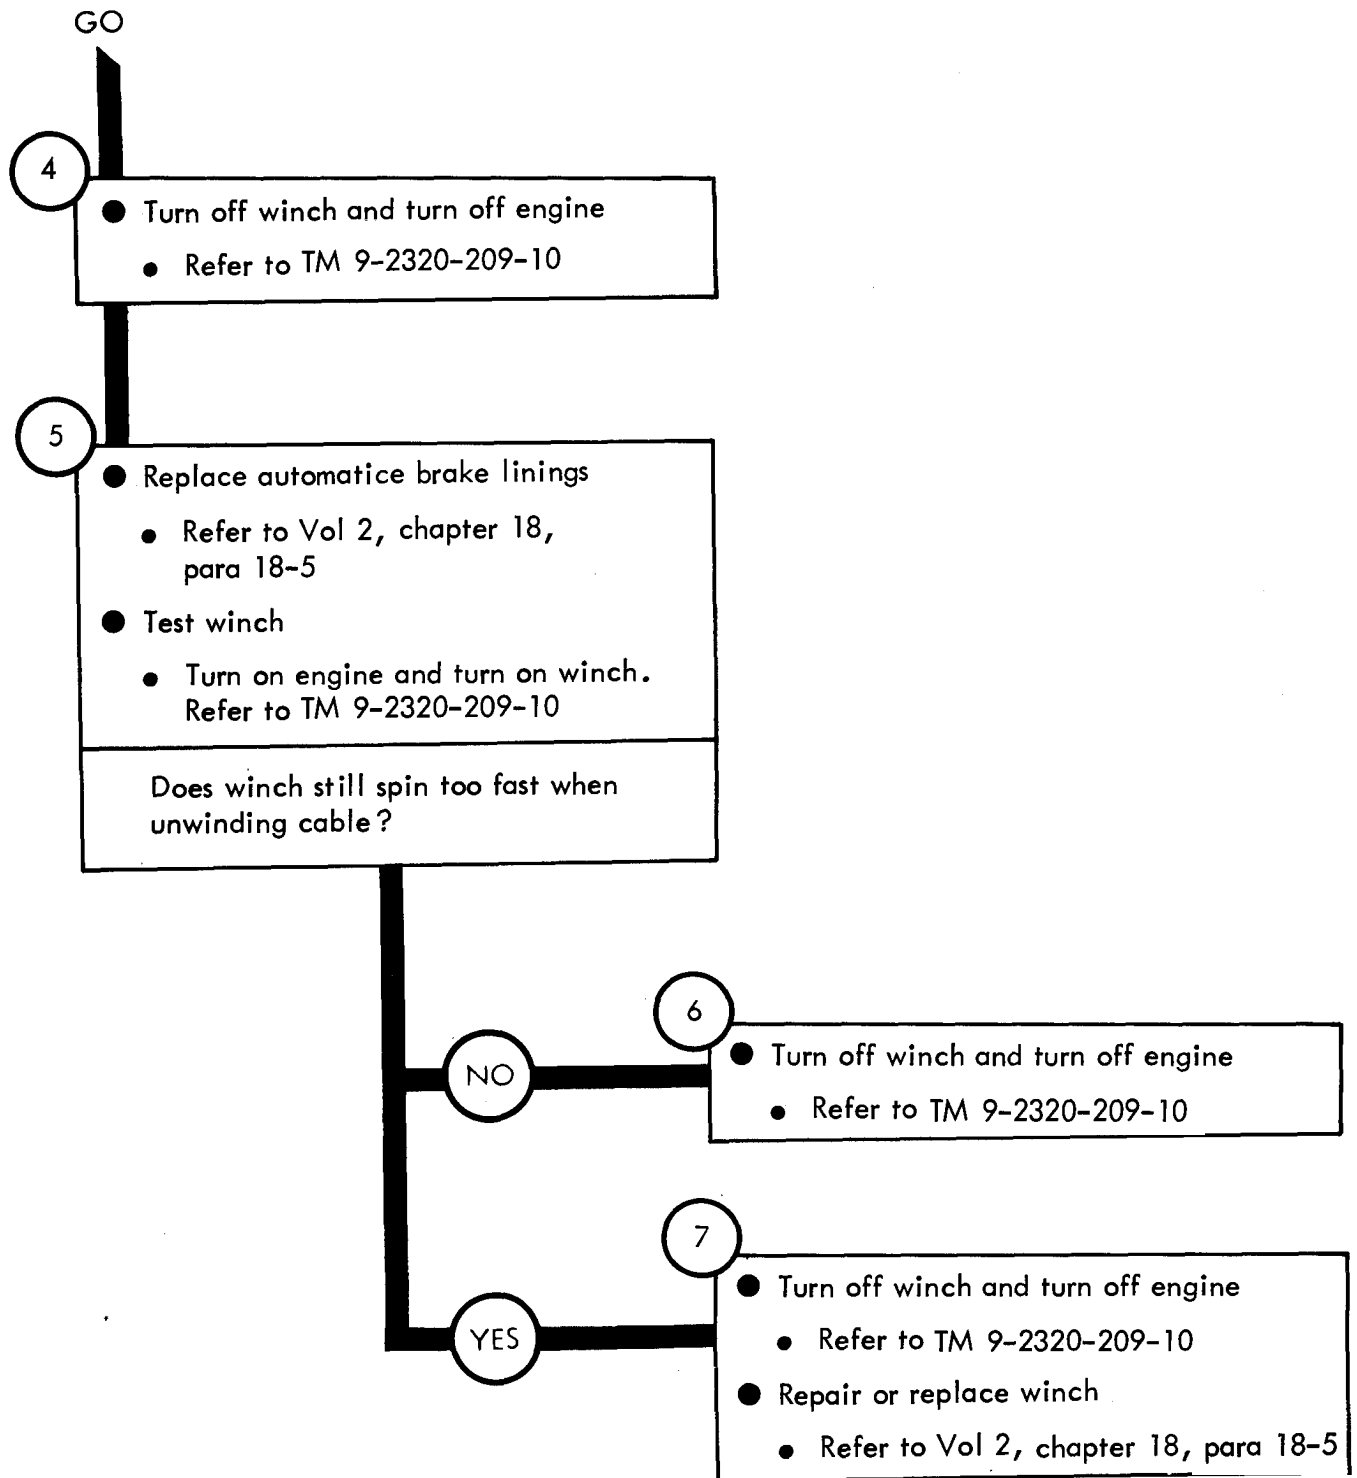 GO
4
● Turn off winch and turn off engine
● Refer to TM 9-2320-209-10
5
● Replace automatice brake linings
● Refer to Vol 2, chapter 18,
para 18-5
● Test winch
● Turn on engine and turn on winch.
Refer to TM 9-2320-209-10
Does winch still spin too fast when
unwinding cable?
NO
6
● Turn off winch and turn off engine
● Refer to TM 9-2320-209-10
YES
7
● Turn off winch and turn off engine
● Refer to TM 9-2320-209-10
● Repair or replace winch
● Refer to Vol 2, chapter 18, para 18-5